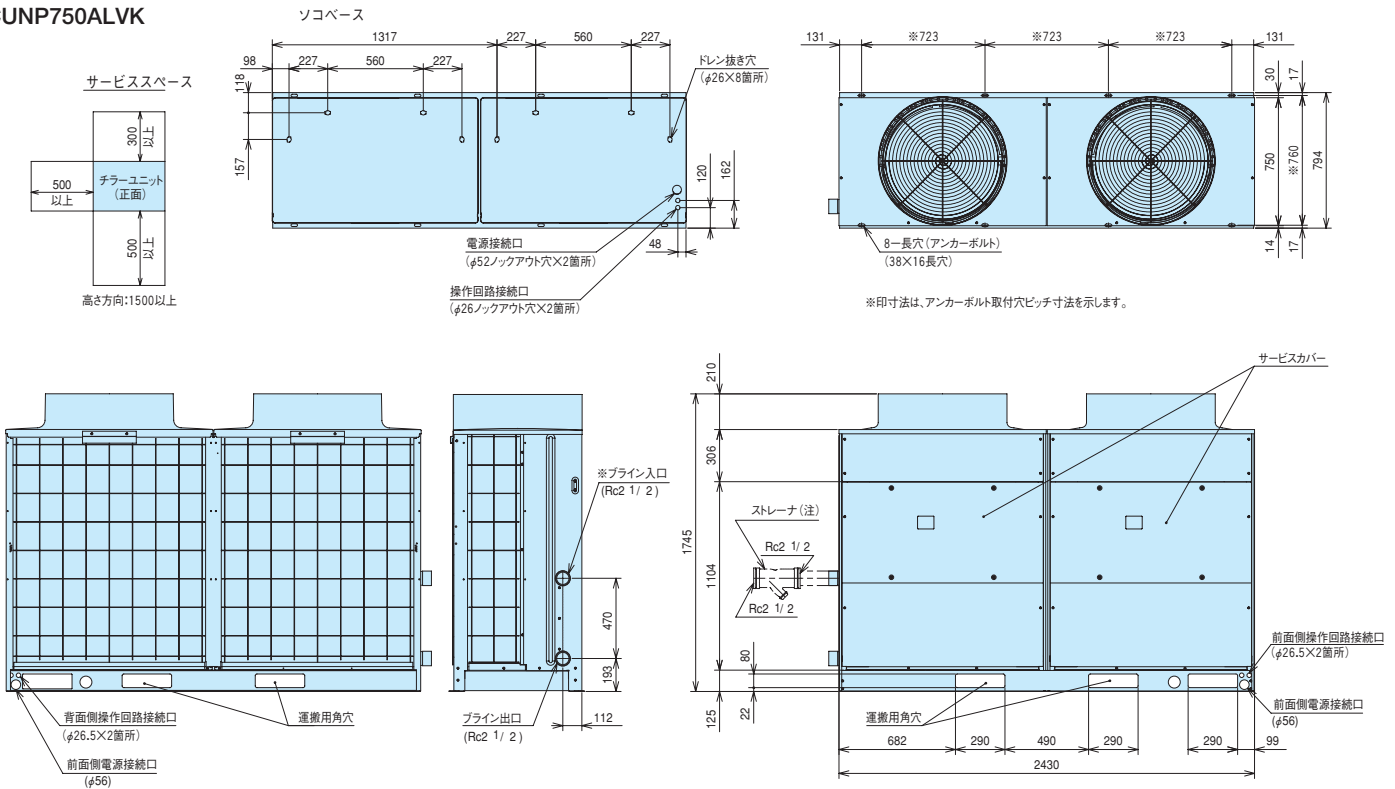 UNP750ALVK
ソコベース
1317
227
560
227
98
227
560
227
118
157
ドレン抜き穴
(φ26×8箇所)
120
162
48
電源接続口
(φ52ノックアウト穴×2箇所)
操作回路接続口
(φ26ノックアウト穴×2箇所)
サービススペース
300
以上
500
以上
チラーユニット
(正面)
500
以上
高さ方向:1500以上
131
※723
※723
※723
131
30
17
750
※760
794
14
17
8ー長穴(アンカーボルト)
(38×16長穴)
※印寸法は、アンカーボルト取付穴ピッチ寸法を示します。
背面側操作回路接続口
(φ26.5×2箇所)
前面側電源接続口
(φ56)
運搬用角穴
※ブライン入口
(Rc2 1/2)
470
193
ブライン出口
(Rc2 1/2)
112
サービスカバー
210
306
1745
1104
ストレーナ(注)
Rc2 1/2
Rc2 1/2
80
125
22
前面側操作回路接続口
(φ26.5×2箇所)
前面側電源接続口
(φ56)
運搬用角穴
682
290
490
290
290
99
2430